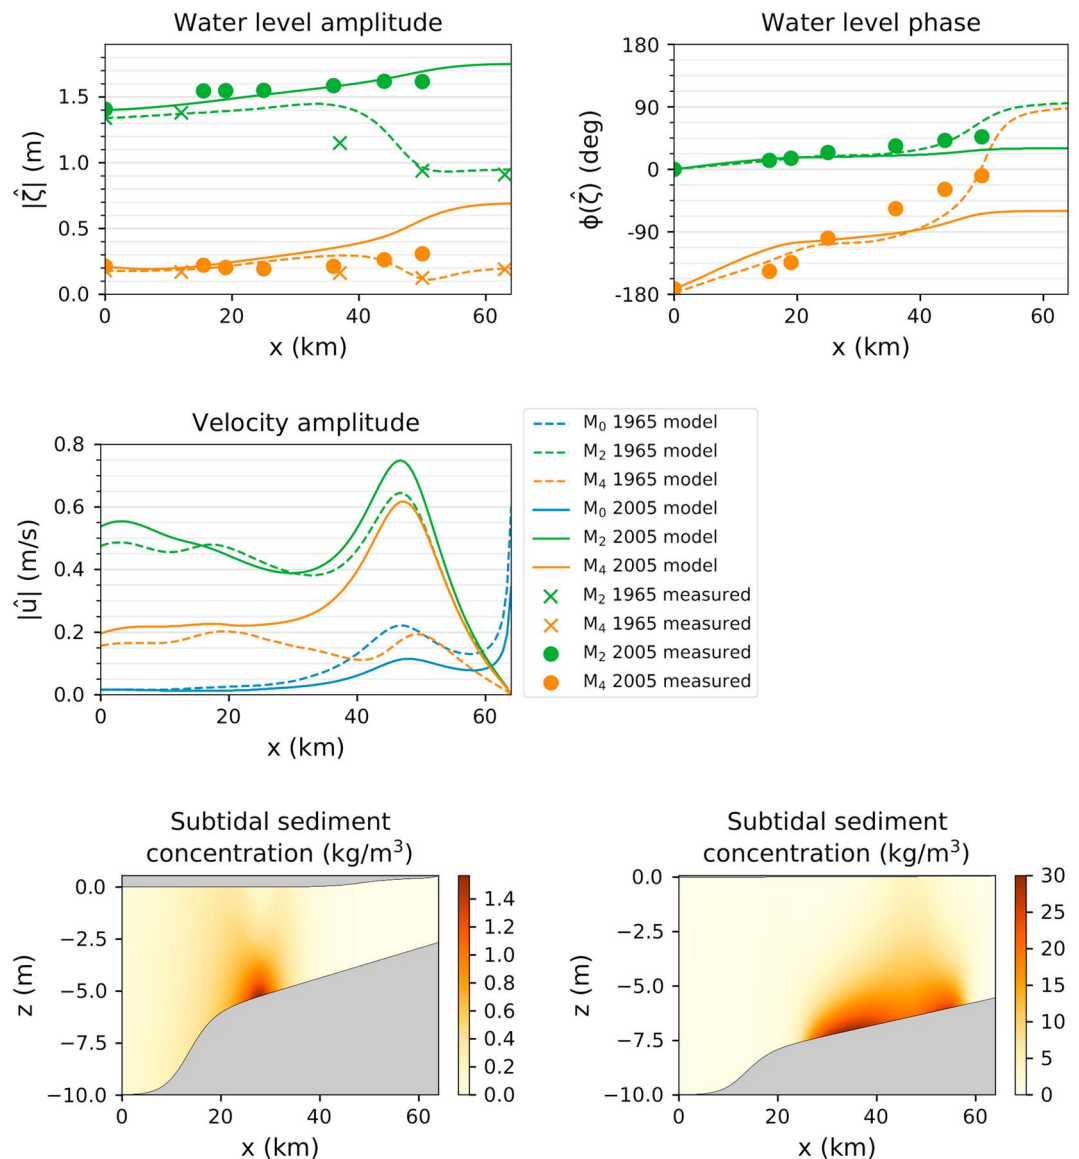 Water level amplitude
|ζ̂| (m)
1.5
1.0
0.5
0.0
0 20 40 60
x (km)
Water level phase
ϕ(ζ̂) (deg)
180
90
0
-90
-180
0 20 40 60
x (km)
Velocity amplitude
|û| (m/s)
0.8
0.6
0.4
0.2
0.0
0 20 40 60
x (km)
M₀ 1965 model
M₂ 1965 model
M₄ 1965 model
M₀ 2005 model
M₂ 2005 model
M₄ 2005 model
M₂ 1965 measured
M₄ 1965 measured
M₂ 2005 measured
M₄ 2005 measured
Subtidal sediment
concentration (kg/m³)
z (m)
0.0
−2.5
−5.0
−7.5
−10.0
0 20 40 60
x (km)
1.4
1.2
1.0
0.8
0.6
0.4
0.2
0.0
Subtidal sediment
concentration (kg/m³)
z (m)
0.0
−2.5
−5.0
−7.5
−10.0
0 20 40 60
x (km)
30
25
20
15
10
5
0